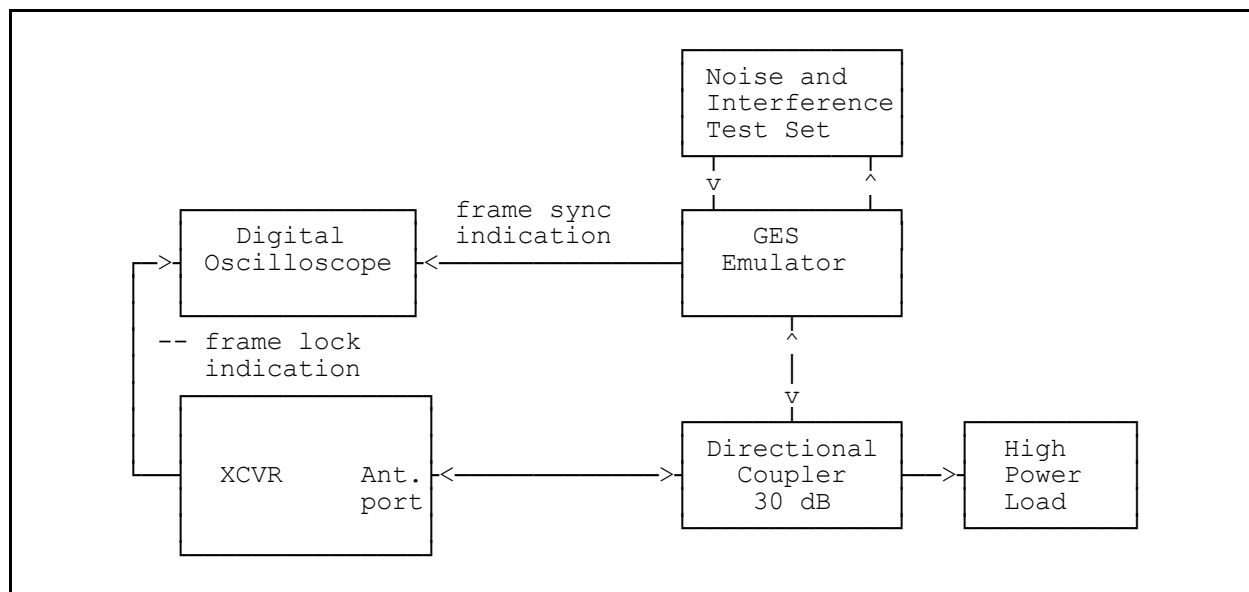 Noise and
Interference
Test Set
frame sync
indication
Digital
Oscilloscope
GES
Emulator
-- frame lock
indication
XCVR
Ant.
port
Directional
Coupler
30 dB
High
Power
Load